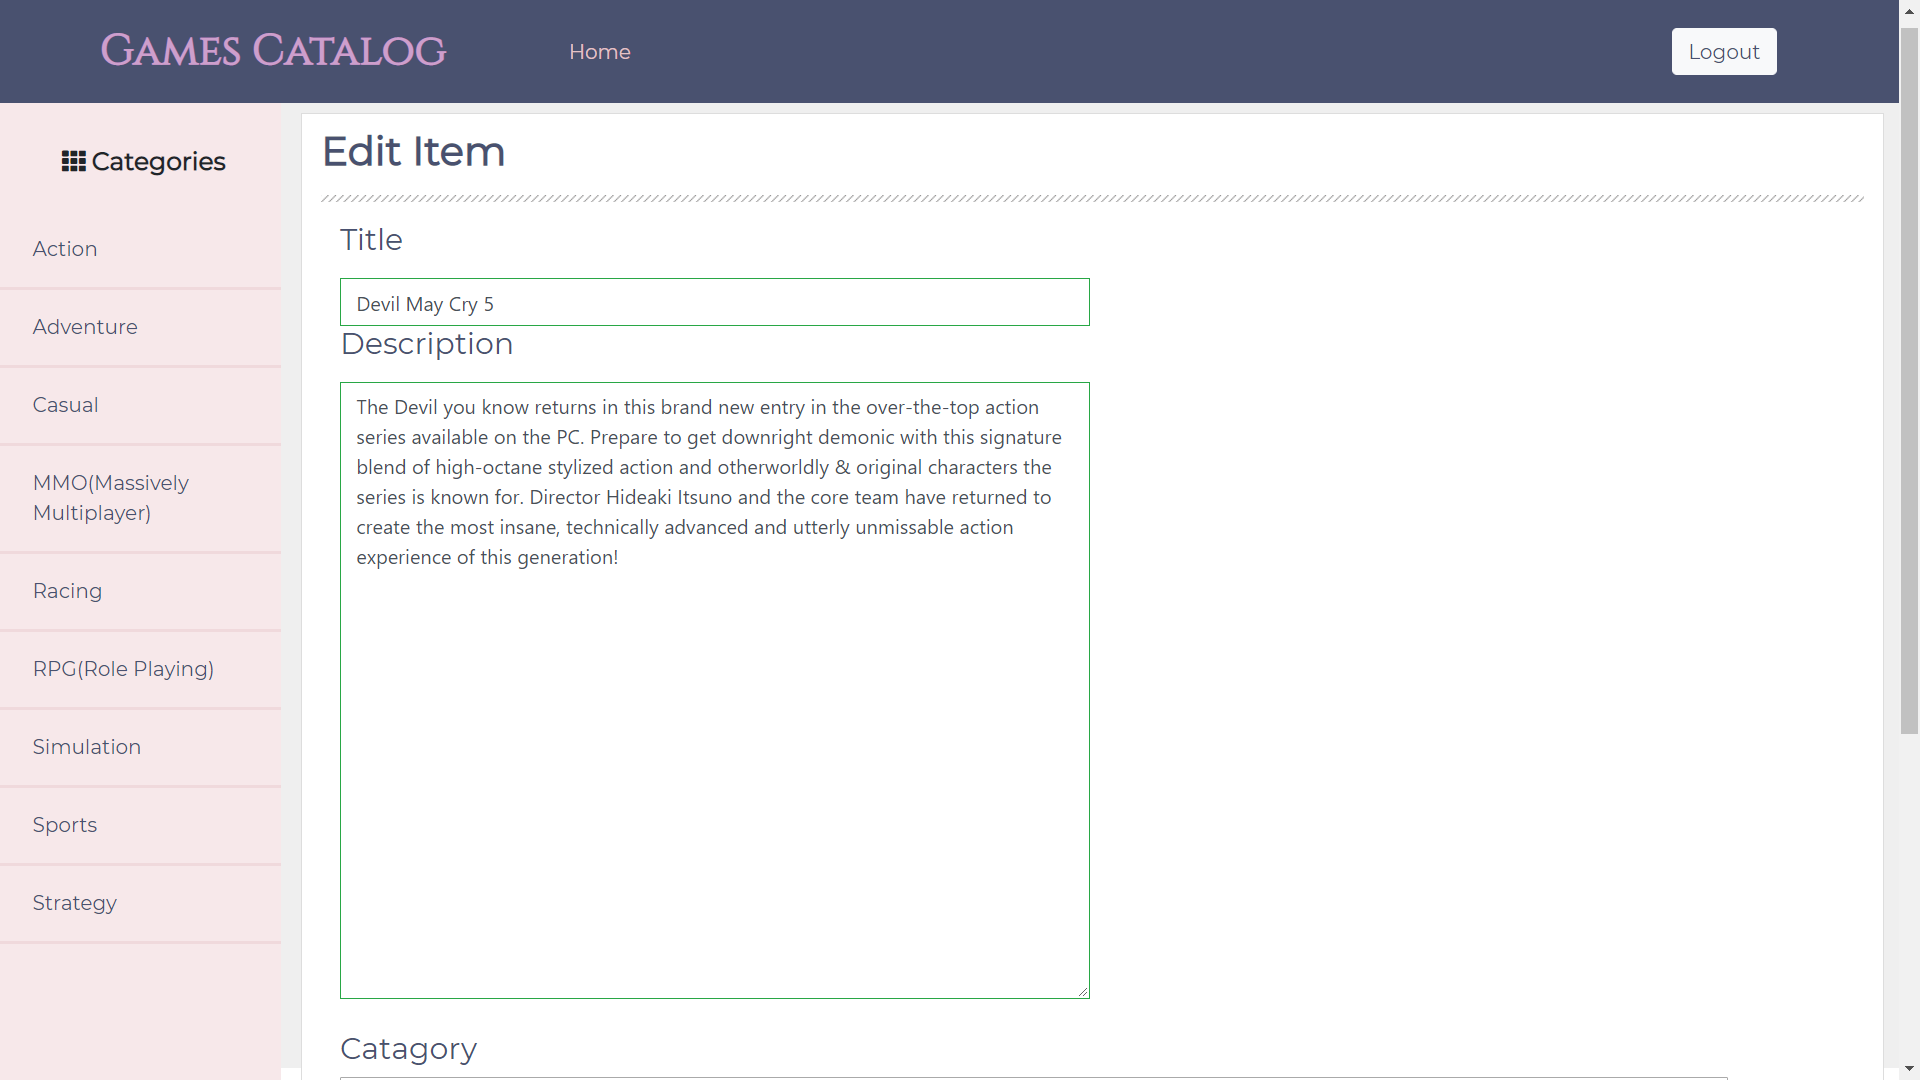 Games Catalog
Home
Logout
Categories
Action
Adventure
Casual
MMO(Massively
Multiplayer)
Racing
RPG(Role Playing)
Simulation
Sports
Strategy
Edit Item
Title
Devil May Cry 5
Description
The Devil you know returns in this brand new entry in the over-the-top action
series available on the PC. Prepare to get downright demonic with this signature
blend of high-octane stylized action and otherworldly & original characters the
series is known for. Director Hideaki Itsuno and the core team have returned to
create the most insane, technically advanced and utterly unmissable action
experience of this generation!
Catagory